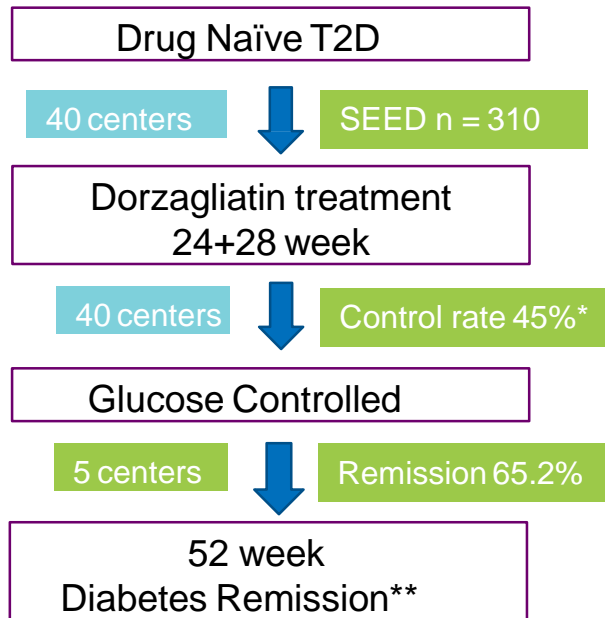 Drug Naïve T2D
40 centers
SEED n = 310
Dorzagliatin treatment
24+28 week
40 centers
Control rate 45%*
Glucose Controlled
5 centers
Remission 65.2%
52 week
Diabetes Remission**